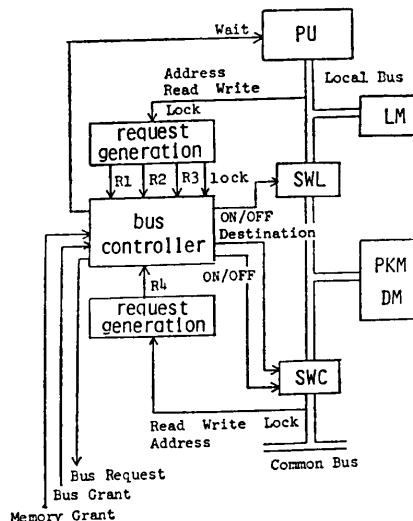 Wait
PU
Address
Read Write
Lock
Local Bus
LM
request
generation
R1 R2 R3 lock
SWL
bus
controller
ON/OFF
Destination
ON/OFF
PKM
DM
R4
request
generation
SWC
Read Write Lock
Address
Common Bus
Bus Request
Bus Grant
Memory Grant